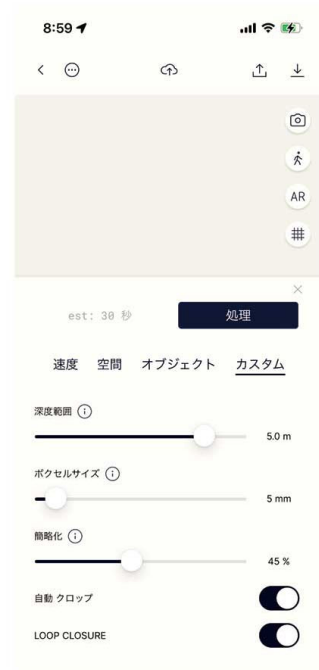 8:59
AR
est: 30 秒
処理
速度 空間 オブジェクト カスタム
深度範囲
5.0 m
ボクセルサイズ
5 mm
簡略化
45 %
自動 クロップ
LOOP CLOSURE